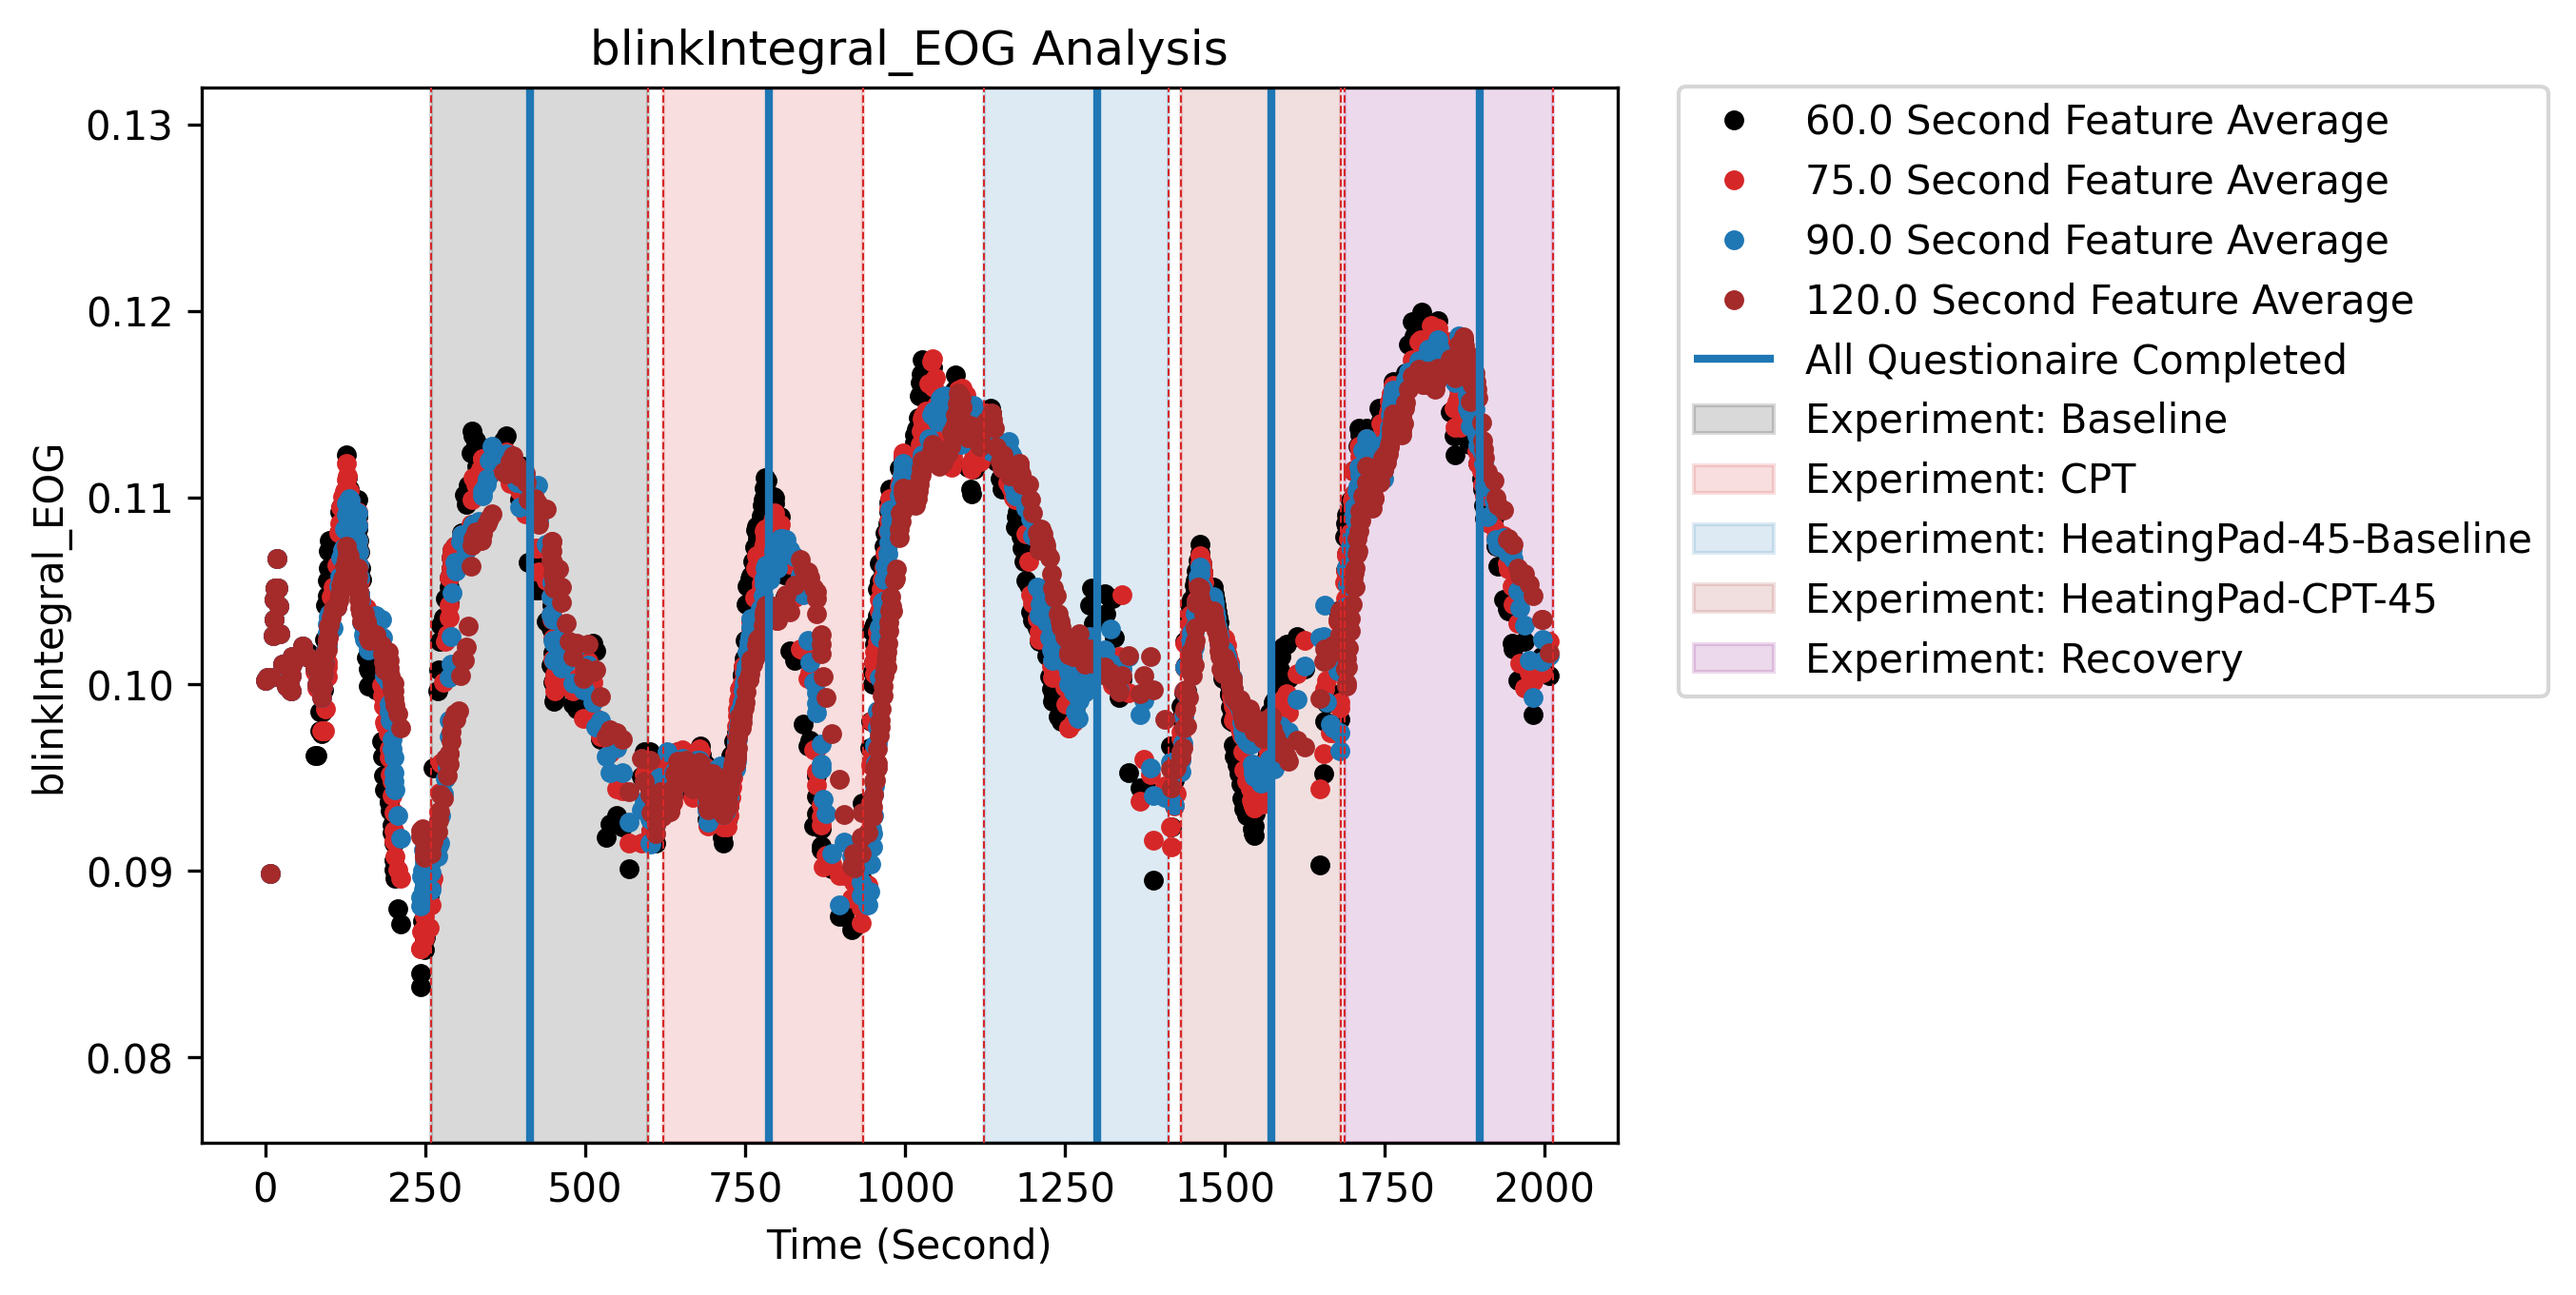 blinkIntegral_EOG Analysis
blinkIntegral_EOG
0.13
0.12
0.11
0.10
0.09
0.08
0 250 500 750 1000 1250 1500 1750 2000
Time (Second)
60.0 Second Feature Average
75.0 Second Feature Average
90.0 Second Feature Average
120.0 Second Feature Average
All Questionaire Completed
Experiment: Baseline
Experiment: CPT
Experiment: HeatingPad-45-Baseline
Experiment: HeatingPad-CPT-45
Experiment: Recovery